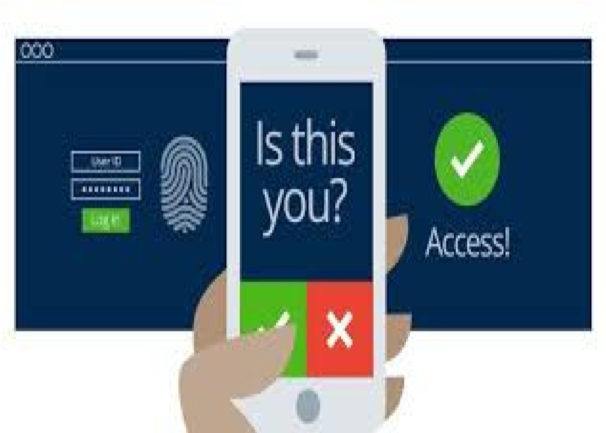 User ID
Log in
Is this
you?
Access!